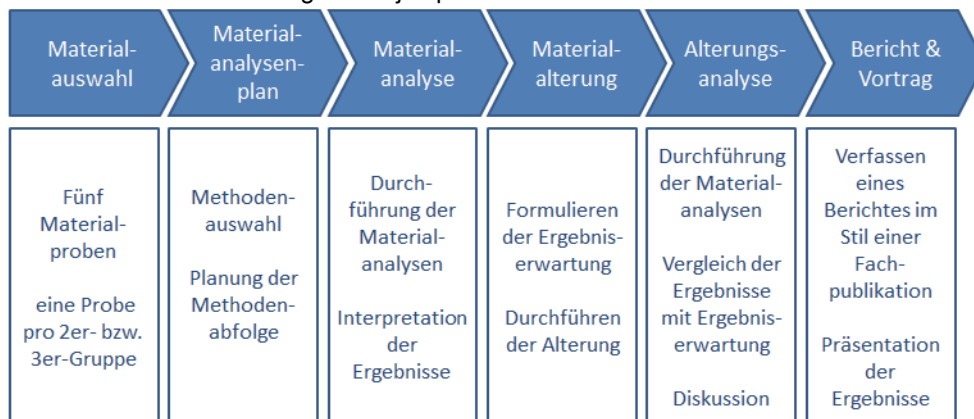 Material-
auswahl
Material-
analysen-
plan
Material-
analyse
Material-
alterung
Alterungs-
analyse
Bericht &
Vortrag
Fünf
Material-
proben
eine Probe
pro 2er- bzw.
3er-Gruppe
Methoden-
auswahl
Planung der
Methoden-
abfolge
Durch-
führung der
Material-
analysen
Interpretation
der
Ergebnisse
Formulieren
der Ergebnis-
erwartung
Durchführen
der Alterung
Durchführung
der Material-
analysen
Vergleich der
Ergebnisse
mit Ergebnis-
erwartung
Diskussion
Verfassen
eines
Berichtes im
Stil einer
Fach-
publikation
Präsentation
der
Ergebnisse